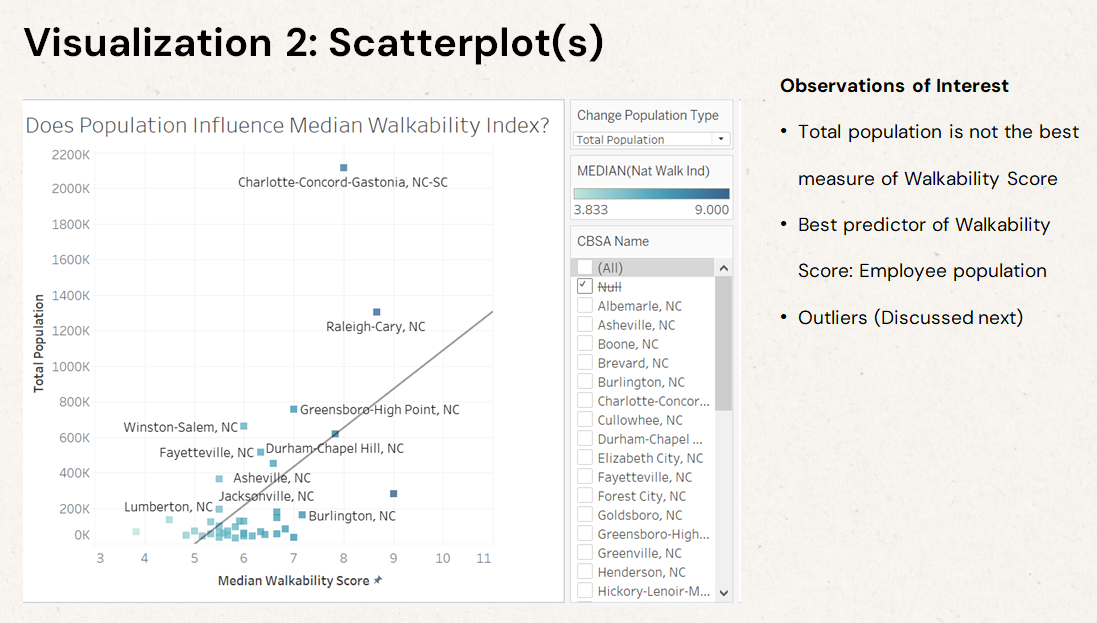 Visualization 2: Scatterplot(s)
Does Population Influence Median Walkability Index?
2200K
2000K
1800K
1600K
1400K
1200K
1000K
800K
600K
400K
200K
0K
Total Population
Charlotte-Concord-Gastonia, NC-SC
Raleigh-Cary, NC
Greensboro-High Point, NC
Winston-Salem, NC
Fayetteville, NC
Durham-Chapel Hill, NC
Asheville, NC
Jacksonville, NC
Lumberton, NC
Burlington, NC
3 4 5 6 7 8 9 10 11
Median Walkability Score
Change Population Type
Total Population
MEDIAN(Nat Walk Ind)
3.833 9.000
CBSA Name
(All)
Null
Albemarle, NC
Asheville, NC
Boone, NC
Brevard, NC
Burlington, NC
Charlotte-Concor...
Cullowhee, NC
Durham-Chapel ...
Elizabeth City, NC
Fayetteville, NC
Forest City, NC
Goldsboro, NC
Greensboro-High...
Greenville, NC
Henderson, NC
Hickory-Lenoir-M...
Observations of Interest
• Total population is not the best
measure of Walkability Score
• Best predictor of Walkability
Score: Employee population
• Outliers (Discussed next)